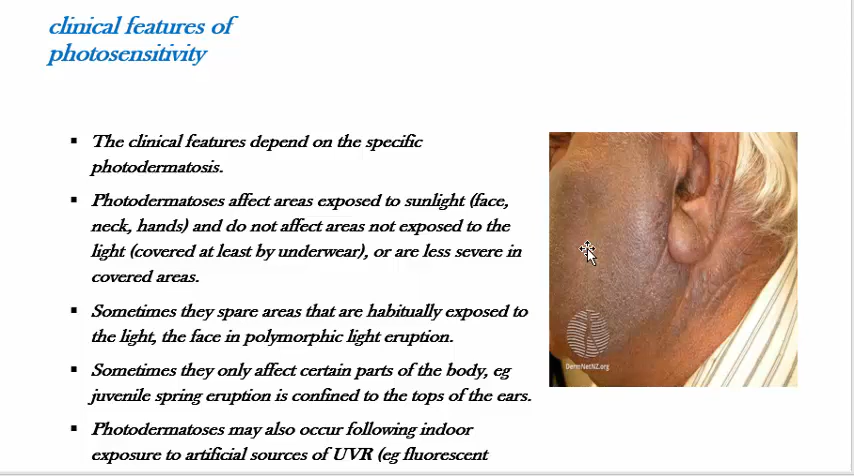 clinical features of
photosensitivity
▪ The clinical features depend on the specific
photodermatosis.
▪ Photodermatoses affect areas exposed to sunlight (face,
neck, hands) and do not affect areas not exposed to the
light (covered at least by underwear), or are less severe in
covered areas.
▪ Sometimes they spare areas that are habitually exposed to
the light, the face in polymorphic light eruption.
▪ Sometimes they only affect certain parts of the body, eg
juvenile spring eruption is confined to the tops of the ears.
▪ Photodermatoses may also occur following indoor
exposure to artificial sources of UVR (eg fluorescent
DermNetNZ.org